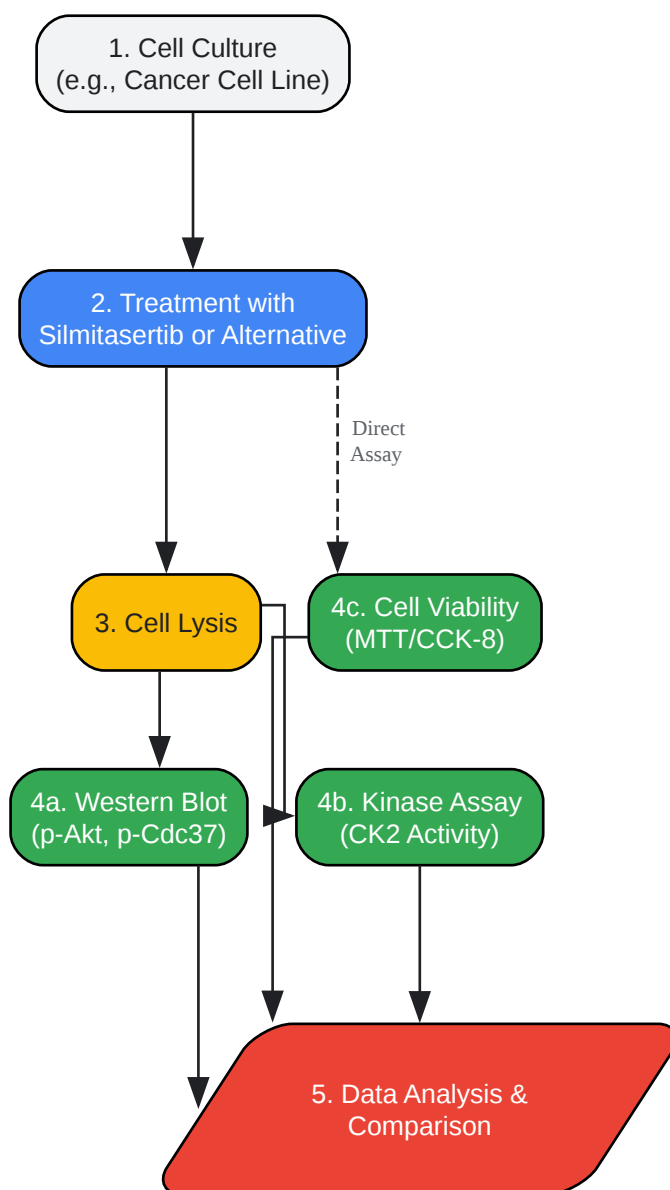 1. Cell Culture
(e.g., Cancer Cell Line)
2. Treatment with
Silmitasertib or Alternative
Direct
Assay
3. Cell Lysis
4c. Cell Viability
(MTT/CCK-8)
4a. Western Blot
(p-Akt, p-Cdc37)
4b. Kinase Assay
(CK2 Activity)
5. Data Analysis &
Comparison